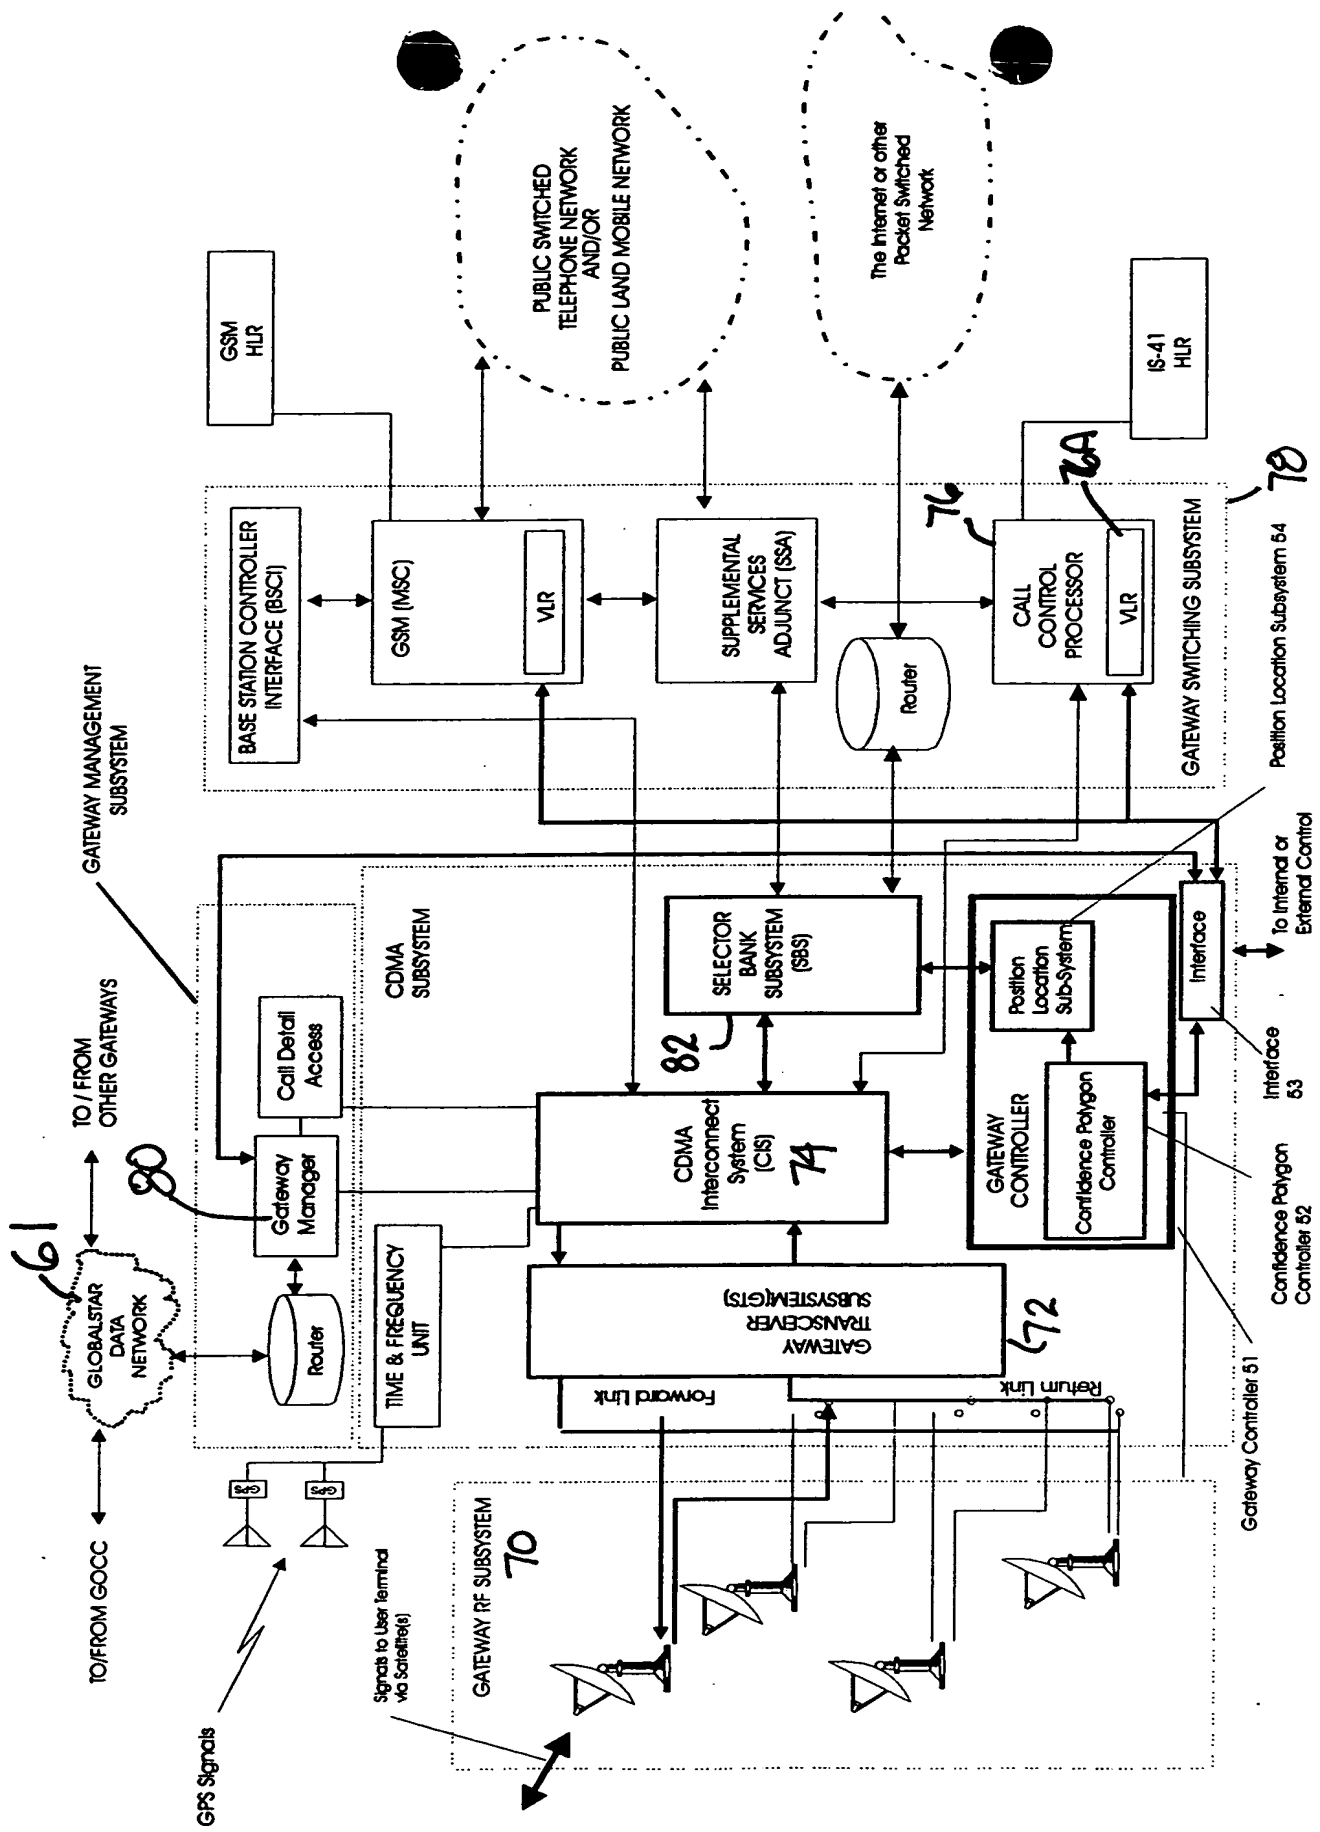 TO/FROM GOCC
61
GLOBALSTAR
DATA
NETWORK
TO / FROM
OTHER GATEWAYS
GATEWAY MANAGEMENT
SUBSYSTEM
GPS Signals
GPS
GPS
Router
80
Gateway
Manager
Call Detail
Access
BASE STATION CONTROLLER
INTERFACE (BSCI)
GSM
HLR
Signals to User Terminal
via Satellite(s)
TIME & FREQUENCY
UNIT
CDMA
SUBSYSTEM
GSM (MSC)
VLR
PUBLIC SWITCHED
TELEPHONE NETWORK
AND/OR
PUBLIC LAND MOBILE NETWORK
GATEWAY RF SUBSYSTEM
70
Forward Link
GATEWAY
TRANSCEIVER
SUBSYSTEM(GTS)
72
Return Link
CDMA
Interconnect
System
(CIS)
74
82
SELECTOR
BANK
SUBSYSTEM
(SBS)
SUPPLEMENTAL
SERVICES
ADJUNCT (SSA)
Router
The Internet or other
Packet Switched
Network
GATEWAY
CONTROLLER
Confidence Polygon
Controller
Position
Location
Sub-System
76
CALL
CONTROL
PROCESSOR
VLR
76A
IS-41
HLR
Interface
GATEWAY SWITCHING SUBSYSTEM
78
Gateway Controller 51
Confidence Polygon
Controller 52
Interface
53
To Internal or
External Control
Position Location Subsystem 54